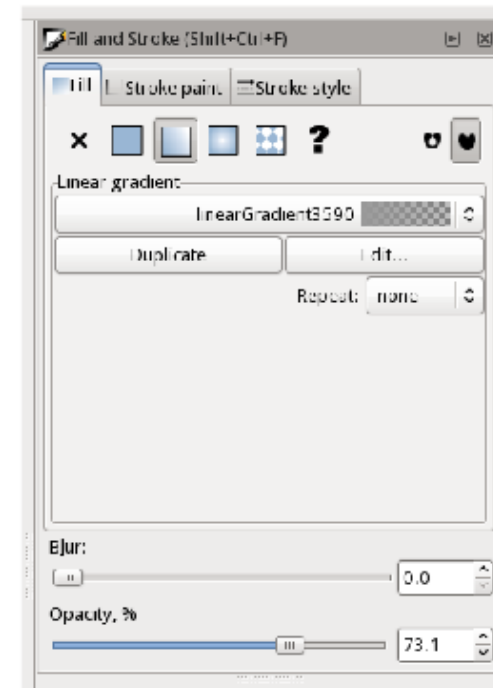 Fill and Stroke (Shift+Ctrl+F)
Fill Stroke paint Stroke style
Linear gradient
linearGradient3590
Duplicate Edit...
Repeat: none
Blur:
0.0
Opacity, %
73.1